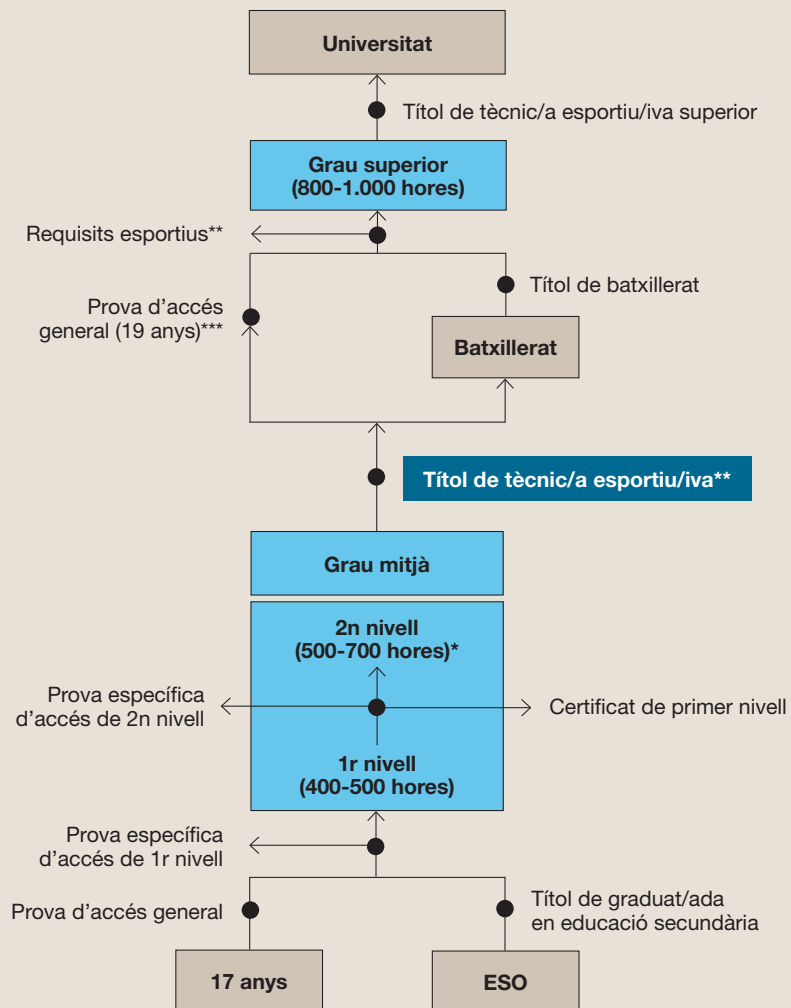 Universitat
Títol de tècnic/a esportiu/iva superior
Grau superior
(800-1.000 hores)
Requisits esportius**
Títol de batxillerat
Prova d’accés
general (19 anys)***
Batxillerat
Títol de tècnic/a esportiu/iva**
Grau mitjà
2n nivell
(500-700 hores)*
Prova específica
d’accés de 2n nivell
Certificat de primer nivell
1r nivell
(400-500 hores)
Prova específica
d’accés de 1r nivell
Prova d’accés general
Títol de graduat/ada
en educació secundària
17 anys
ESO